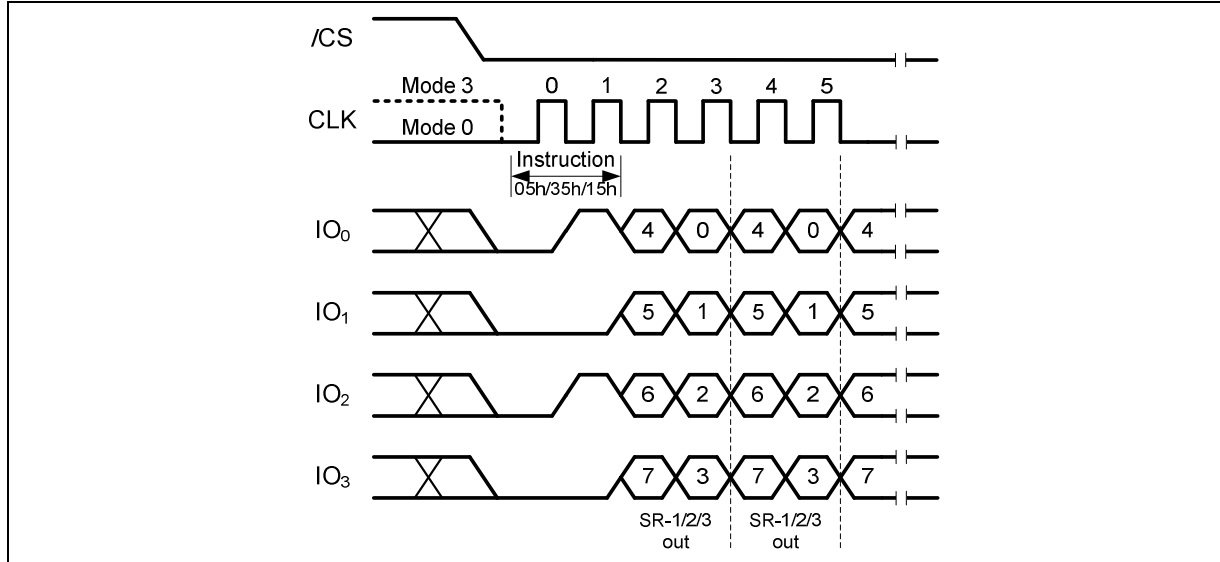 /CS
Mode 3 0 1 2 3 4 5
CLK
Mode 0
Instruction
05h/35h/15h
IO₀ 4 0 4 0 4
IO₁ 5 1 5 1 5
IO₂ 6 2 6 2 6
IO₃ 7 3 7 3 7
SR-1/2/3 SR-1/2/3
out out